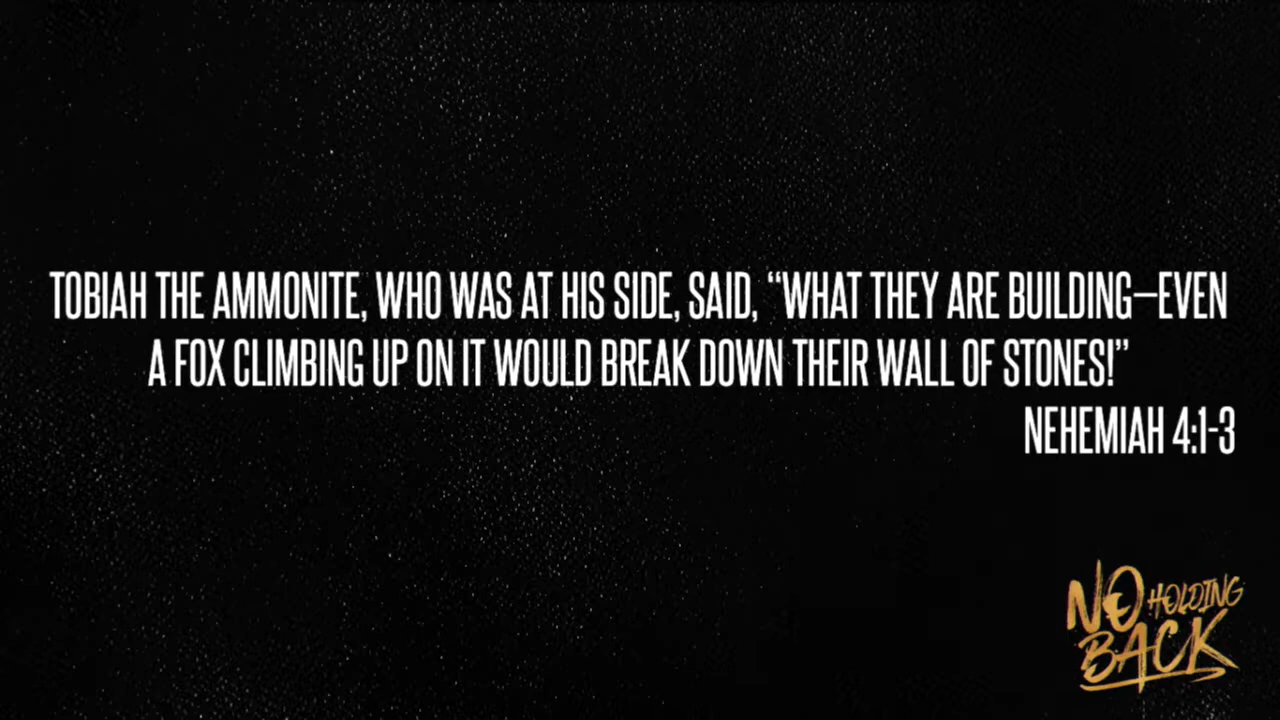 TOBIAH THE AMMONITE, WHO WAS AT HIS SIDE, SAID, “WHAT THEY ARE BUILDING—EVEN
A FOX CLIMBING UP ON IT WOULD BREAK DOWN THEIR WALL OF STONES!”
NEHEMIAH 4:1-3
NO HOLDING
BACK